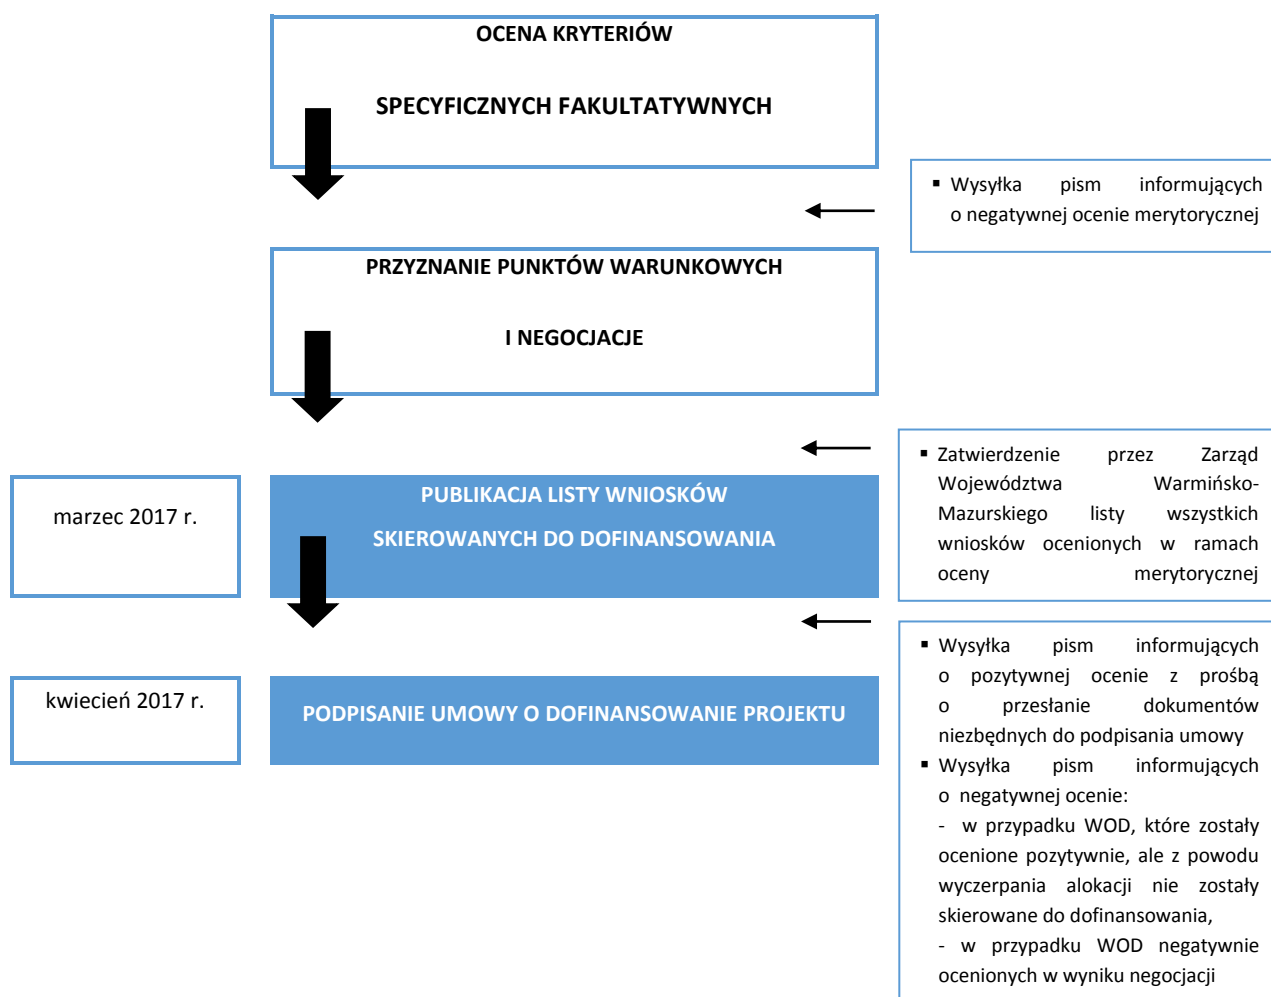 OCENA KRYTERIÓW
SPECYFICZNYCH FAKULTATYWNYCH
▪ Wysyłka pism informujących
o negatywnej ocenie merytorycznej
PRZYZNANIE PUNKTÓW WARUNKOWYCH
I NEGOCJACJE
▪ Zatwierdzenie przez Zarząd
Województwa Warmińsko-
Mazurskiego listy wszystkich
wniosków ocenionych w ramach
oceny merytorycznej
marzec 2017 r.
PUBLIKACJA LISTY WNIOSKÓW
SKIEROWANYCH DO DOFINANSOWANIA
▪ Wysyłka pism informujących
o pozytywnej ocenie z prośbą
o przesłanie dokumentów
niezbędnych do podpisania umowy
▪ Wysyłka pism informujących
o negatywnej ocenie:
- w przypadku WOD, które zostały
ocenione pozytywnie, ale z powodu
wyczerpania alokacji nie zostały
skierowane do dofinansowania,
- w przypadku WOD negatywnie
ocenionych w wyniku negocjacji
kwiecień 2017 r.
PODPISANIE UMOWY O DOFINANSOWANIE PROJEKTU